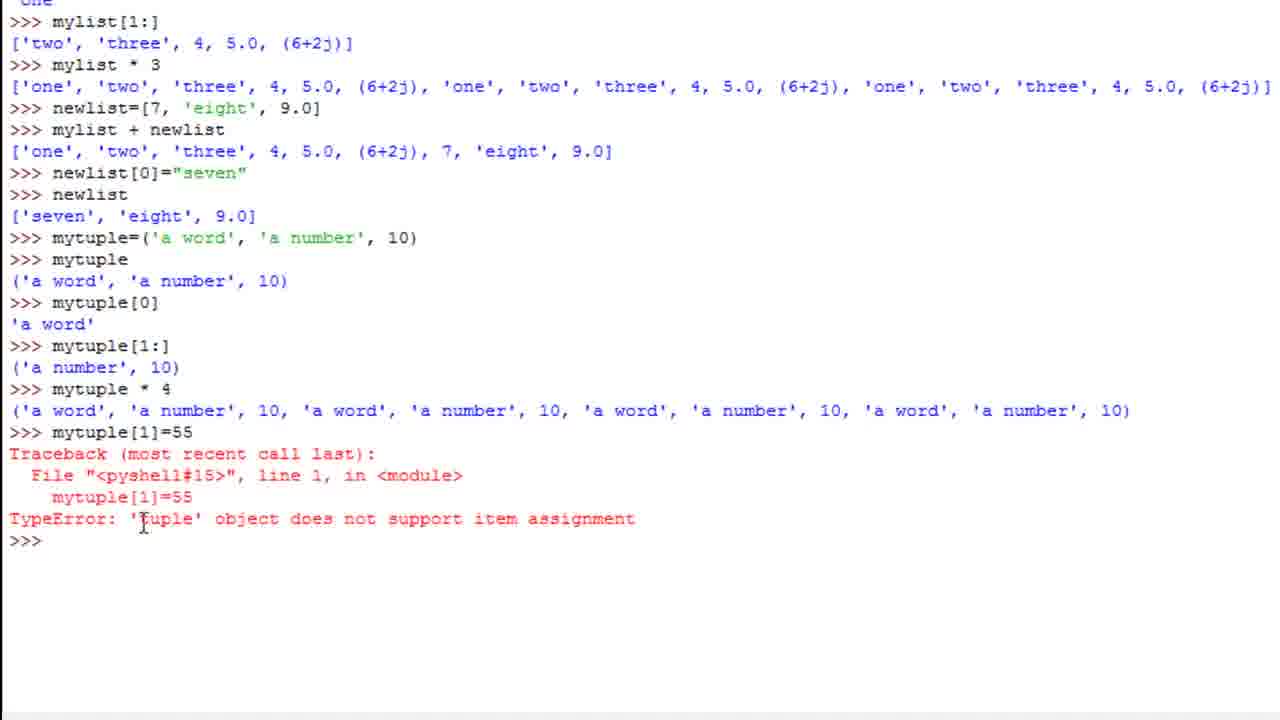 'one'
>>> mylist[1:]
['two', 'three', 4, 5.0, (6+2j)]
>>> mylist * 3
['one', 'two', 'three', 4, 5.0, (6+2j), 'one', 'two', 'three', 4, 5.0, (6+2j), 'one', 'two', 'three', 4, 5.0, (6+2j)]
>>> newlist=[7, 'eight', 9.0]
>>> mylist + newlist
['one', 'two', 'three', 4, 5.0, (6+2j), 7, 'eight', 9.0]
>>> newlist[0]="seven"
>>> newlist
['seven', 'eight', 9.0]
>>> mytuple=('a word', 'a number', 10)
>>> mytuple
('a word', 'a number', 10)
>>> mytuple[0]
'a word'
>>> mytuple[1:]
('a number', 10)
>>> mytuple * 4
('a word', 'a number', 10, 'a word', 'a number', 10, 'a word', 'a number', 10, 'a word', 'a number', 10)
>>> mytuple[1]=55
Traceback (most recent call last):
  File "<pyshell#15>", line 1, in <module>
    mytuple[1]=55
TypeError: 'tuple' object does not support item assignment
>>>